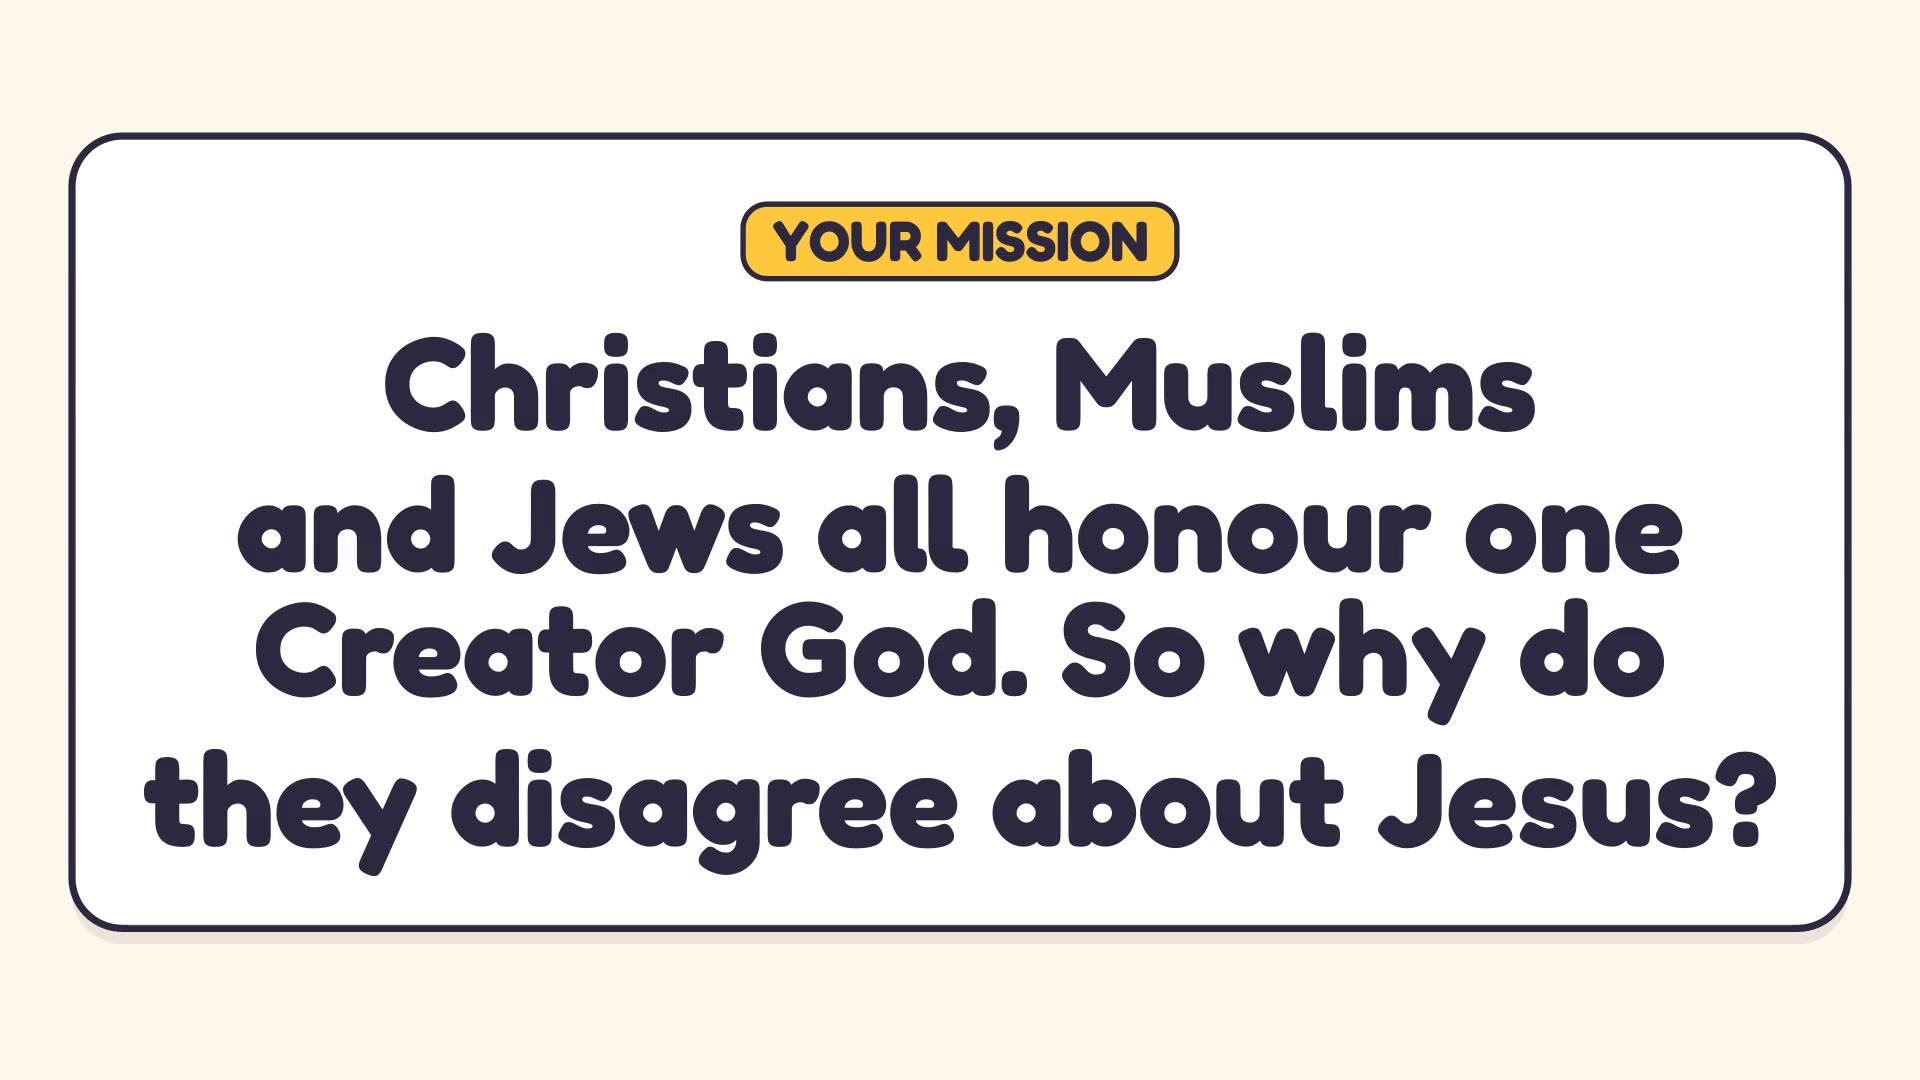 YOUR MISSION
Christians, Muslims
and Jews all honour one
Creator God. So why do
they disagree about Jesus?